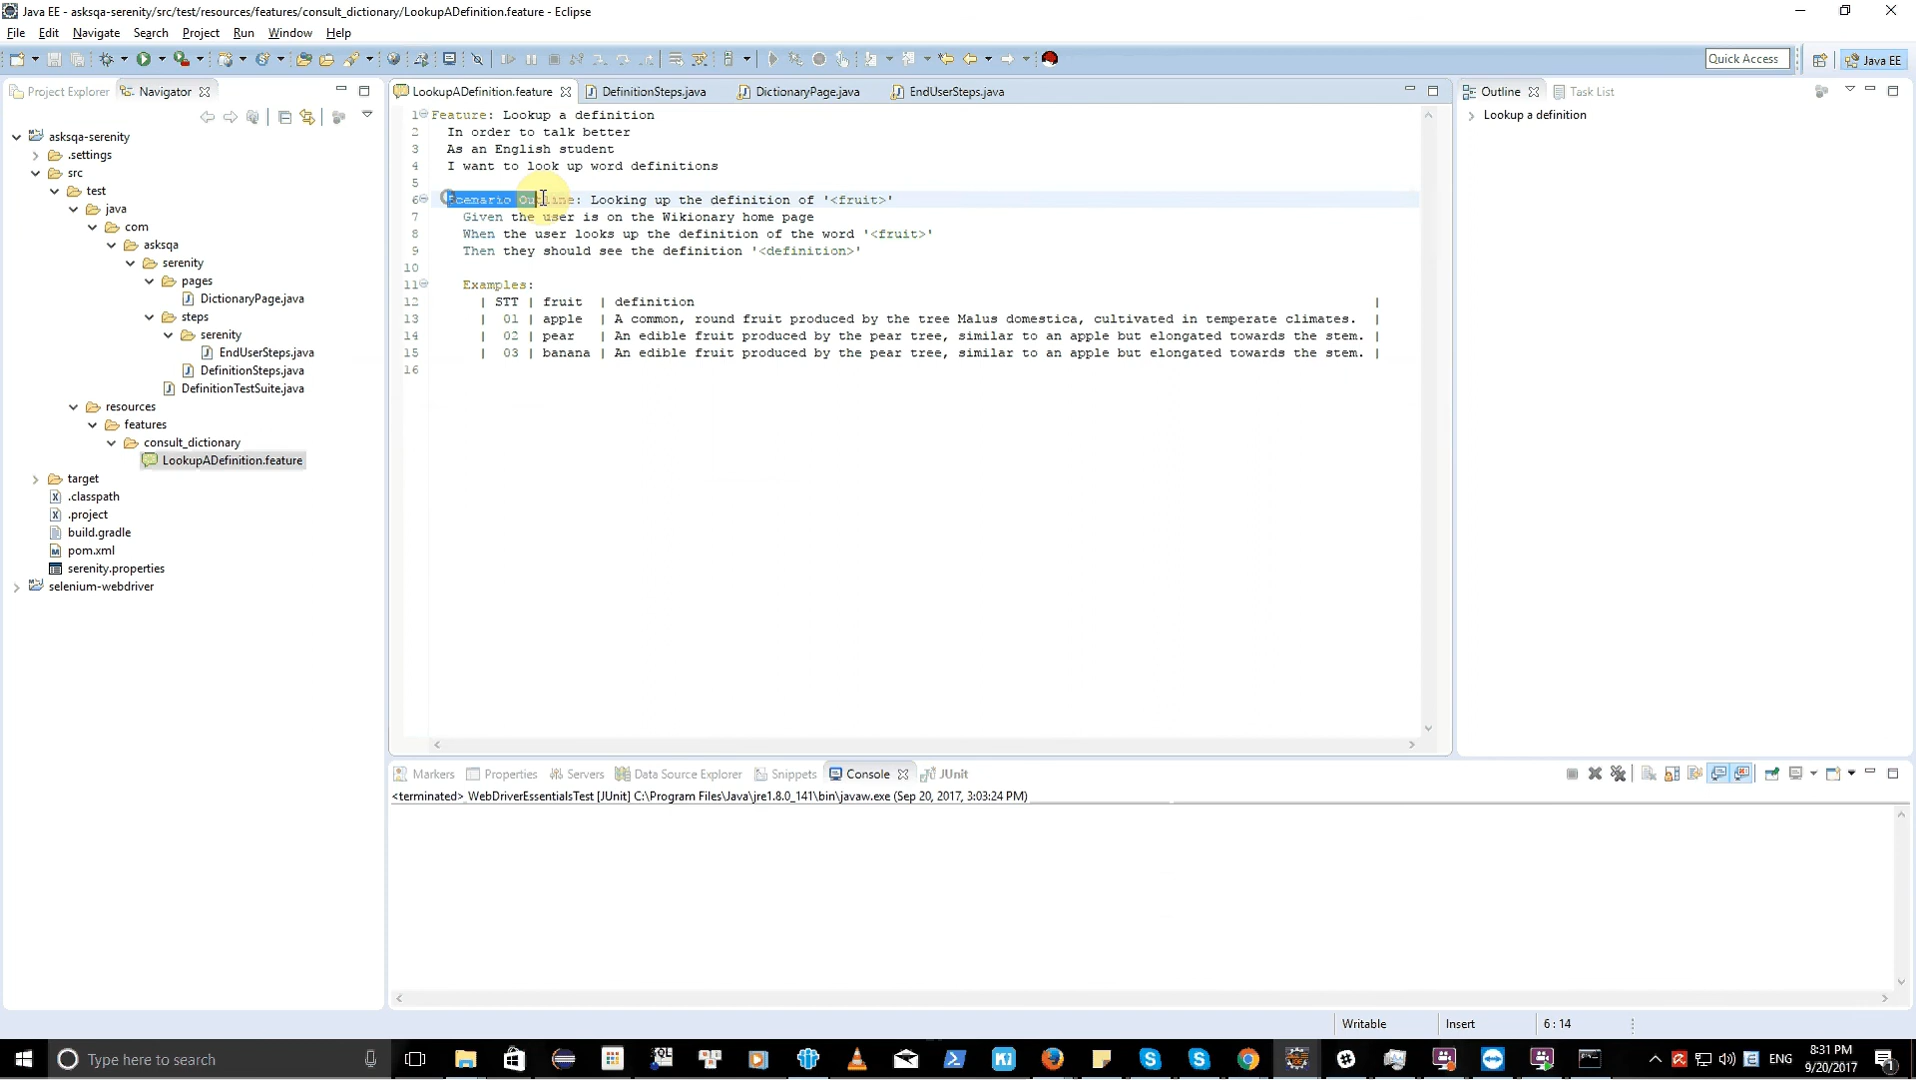 Java EE - asksqa-serenity/src/test/resources/features/consult_dictionary/LookupADefinition.feature - Eclipse
File Edit Navigate Search Project Run Window Help
Quick Access
Java EE
Project Explorer Navigator
LookupADefinition.feature DefinitionSteps.java DictionaryPage.java EndUserSteps.java
Outline Task List
Lookup a definition
asksqa-serenity
.settings
src
test
java
com
asksqa
serenity
pages
DictionaryPage.java
steps
serenity
EndUserSteps.java
DefinitionSteps.java
DefinitionTestSuite.java
resources
features
consult_dictionary
LookupADefinition.feature
target
.classpath
.project
build.gradle
pom.xml
serenity.properties
selenium-webdriver
1 Feature: Lookup a definition
2 In order to talk better
3 As an English student
4 I want to look up word definitions
5
6 Scenario Outline: Looking up the definition of '<fruit>'
7 Given the user is on the Wikionary home page
8 When the user looks up the definition of the word '<fruit>'
9 Then they should see the definition '<definition>'
10
11 Examples:
12 | STT | fruit | definition |
13 | 01 | apple | A common, round fruit produced by the tree Malus domestica, cultivated in temperate climates. |
14 | 02 | pear | An edible fruit produced by the pear tree, similar to an apple but elongated towards the stem. |
15 | 03 | banana | An edible fruit produced by the pear tree, similar to an apple but elongated towards the stem. |
16
Markers Properties Servers Data Source Explorer Snippets Console JUnit
<terminated> WebDriverEssentialsTest [JUnit] C:\Program Files\Java\jre1.8.0_141\bin\javaw.exe (Sep 20, 2017, 3:03:24 PM)
Writable Insert 6 : 14
Type here to search
ENG
8:31 PM
9/20/2017